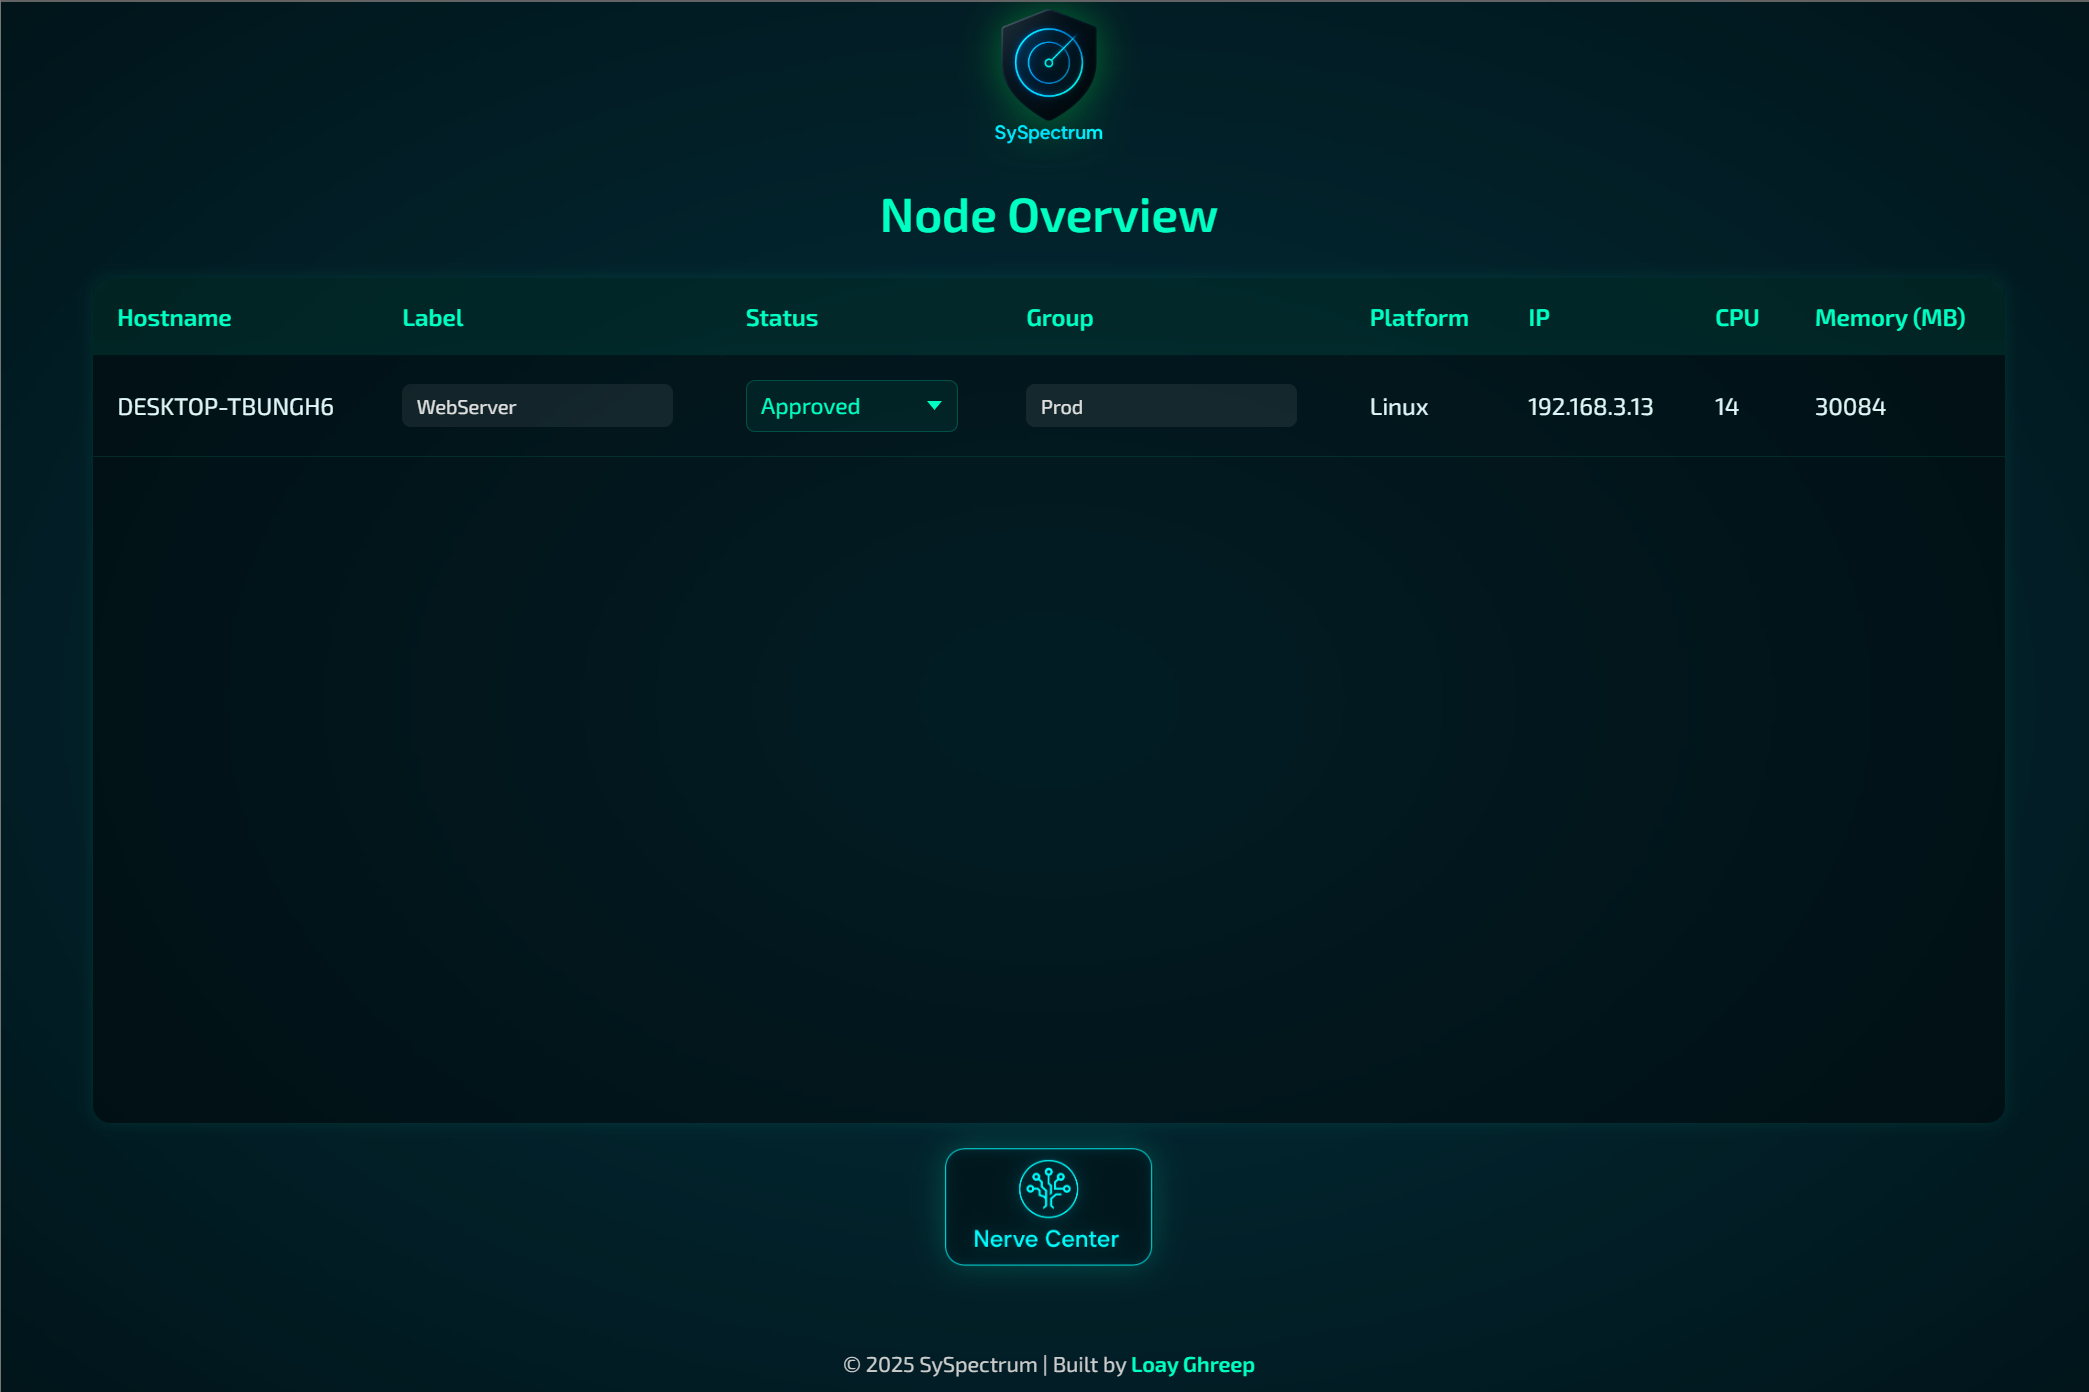 SySpectrum
Node Overview
Hostname Label Status Group Platform IP CPU Memory (MB)
DESKTOP-TBUNGH6 WebServer Approved Prod Linux 192.168.3.13 14 30084
Nerve Center
© 2025 SySpectrum | Built by Loay Ghreep